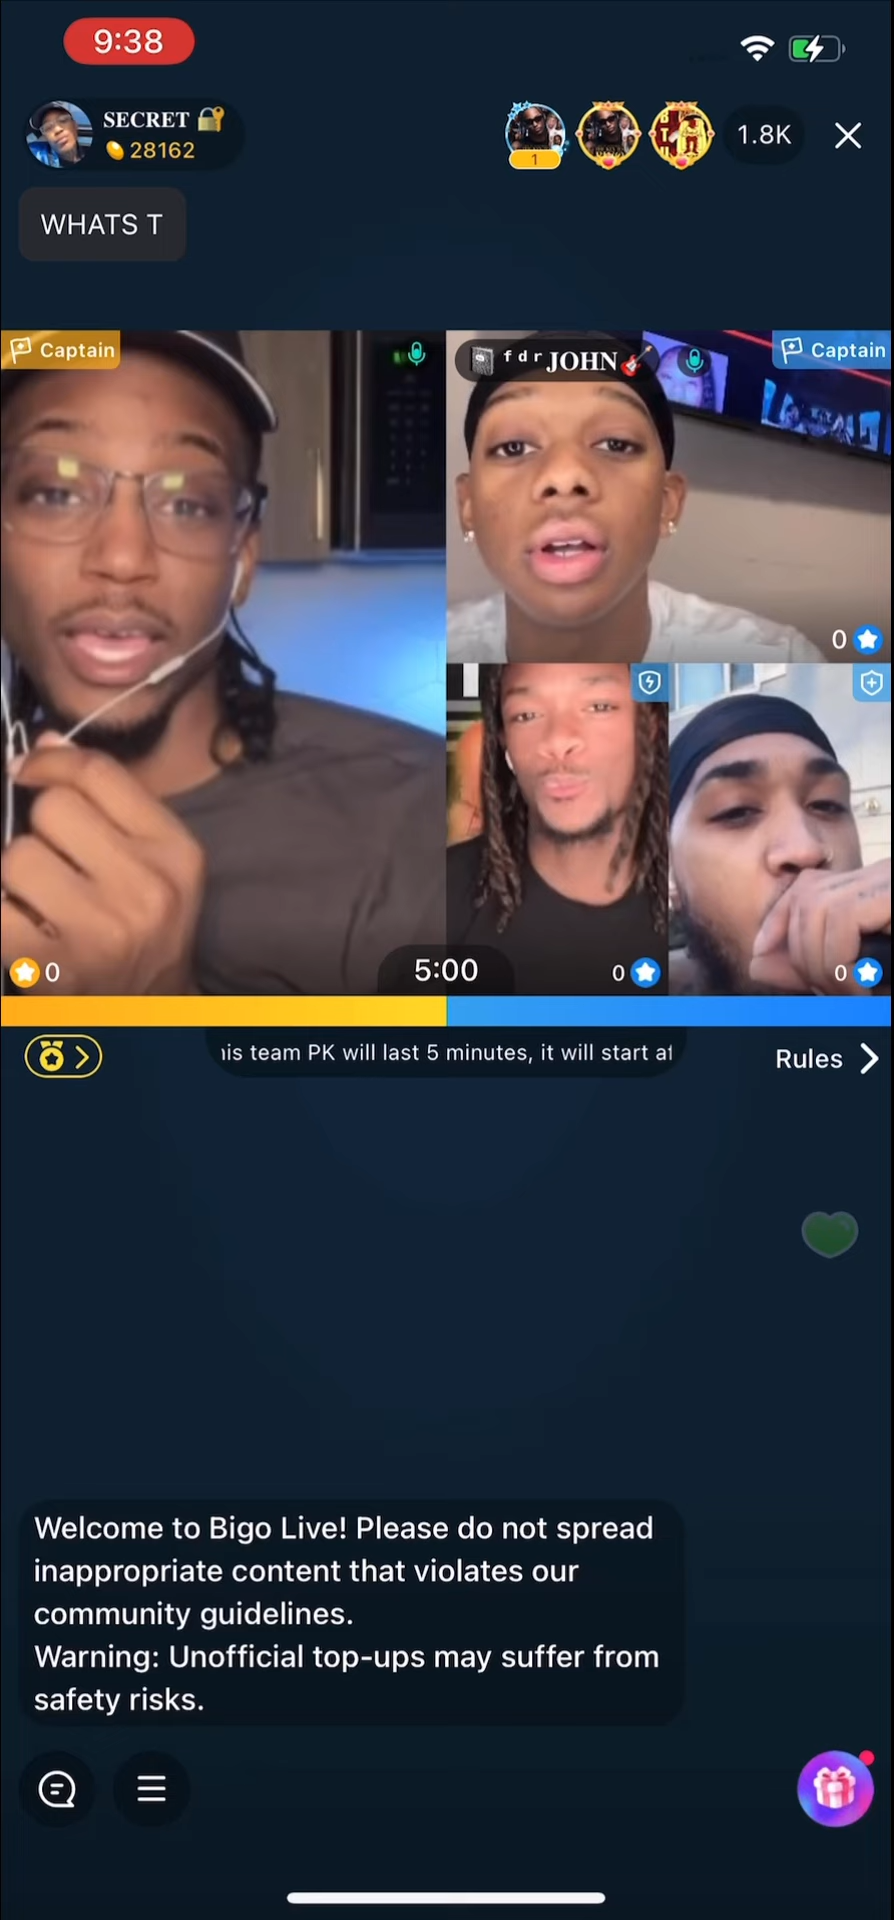 9:38
SECRET 🔐
28162
1
1.8K
WHATS T
Captain
ᶠ ᵈ ʳ JOHN🎸
Captain
0
0
5:00
0
0
is team PK will last 5 minutes, it will start
Rules
Welcome to Bigo Live! Please do not spread
inappropriate content that violates our
community guidelines.
Warning: Unofficial top-ups may suffer from
safety risks.